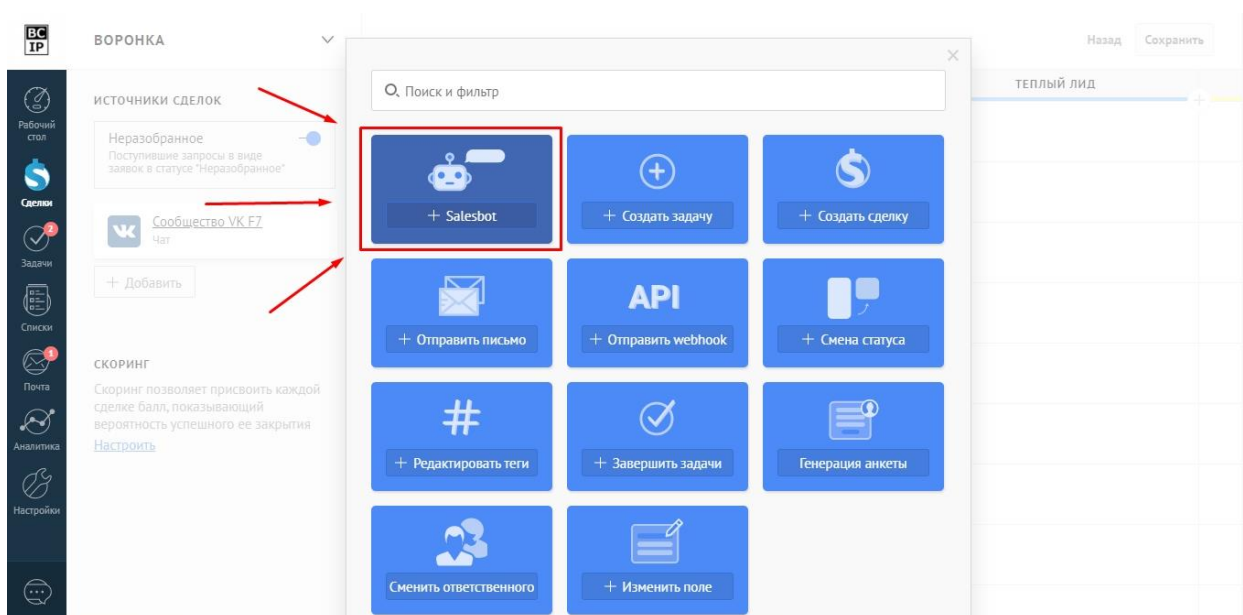 BC
IP
ВОРОНКА
Назад
Сохранить
Рабочий
стол
Сделки
2
Задачи
Списки
1
Почта
Аналитика
Настройки
ИСТОЧНИКИ СДЕЛОК
Неразобранное
Поступившие запросы в виде
заявок в статусе "Неразобранное"
Сообщество VK F7
Чат
+ Добавить
СКОРИНГ
Скоринг позволяет присвоить каждой
сделке балл, показывающий
вероятность успешного ее закрытия
Настроить
Поиск и фильтр
+ Salesbot
+ Создать задачу
+ Создать сделку
+ Отправить письмо
API
+ Отправить webhook
+ Смена статуса
#
+ Редактировать теги
+ Завершить задачи
Генерация анкеты
Сменить ответственного
+ Изменить поле
ТЕПЛЫЙ ЛИД